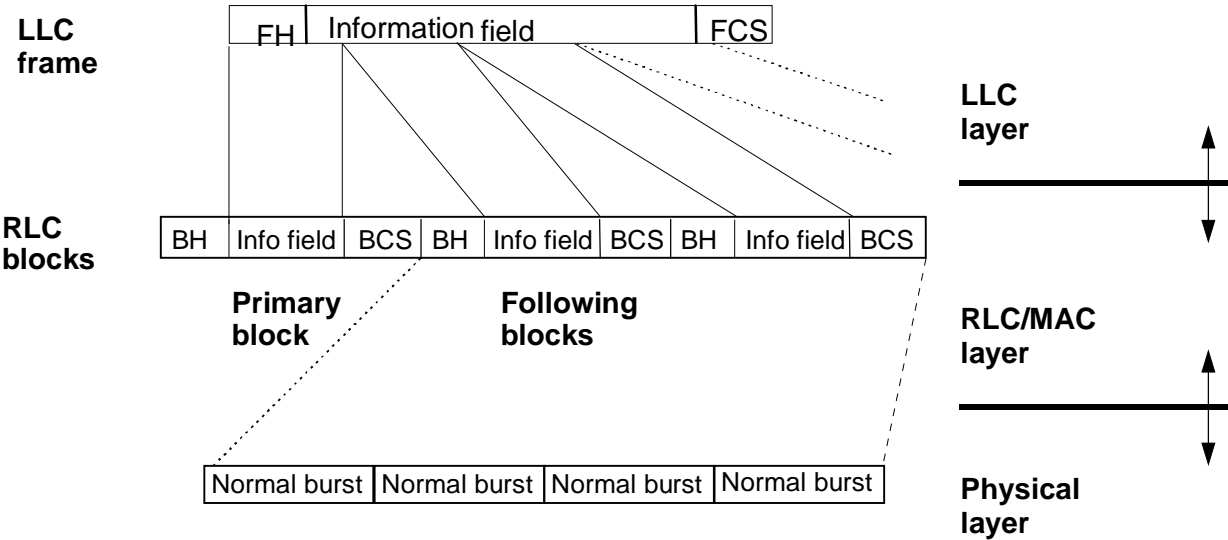 LLC
frame
FH Information field FCS
LLC
layer
RLC
blocks
BH Info field BCS BH Info field BCS BH Info field BCS
Primary
block
Following
blocks
RLC/MAC
layer
Normal burst Normal burst Normal burst Normal burst
Physical
layer